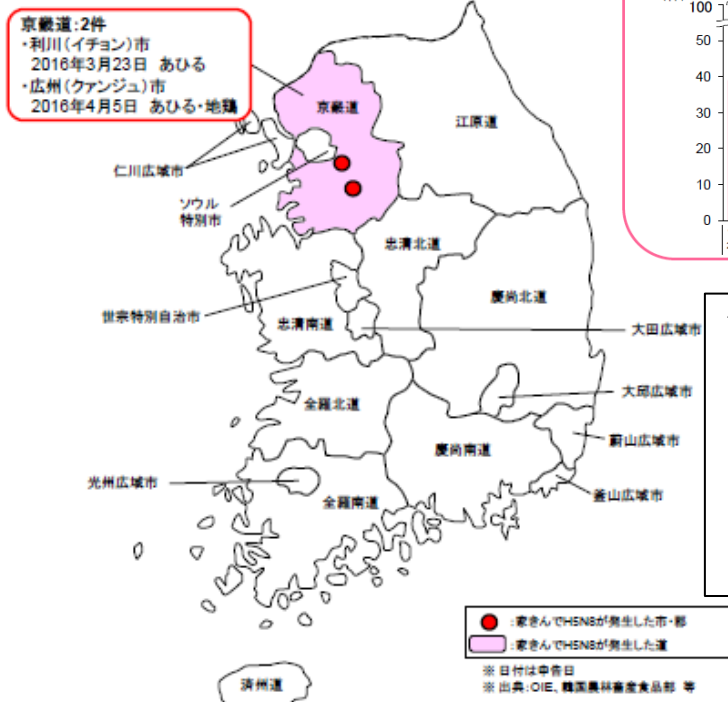 京畿道:2件
・利川(イチョン)市
2016年3月23日 あひる
・広州(クァンジュ)市
2016年4月5日 あひる・地鶏
100
50
40
30
20
10
0
京畿道
江原道
仁川広域市
ソウル
特別市
忠清北道
慶尚北道
世宗特別自治市
忠清南道
大田広域市
大邱広域市
全羅北道
慶尚南道
蔚山広域市
光州広域市
全羅南道
釜山広域市
済州道
:家きんでH5N8が発生した市・郡
:家きんでH5N8が発生した道
※ 日付は申告日
※ 出典:OIE、韓国農林畜産食品部 等